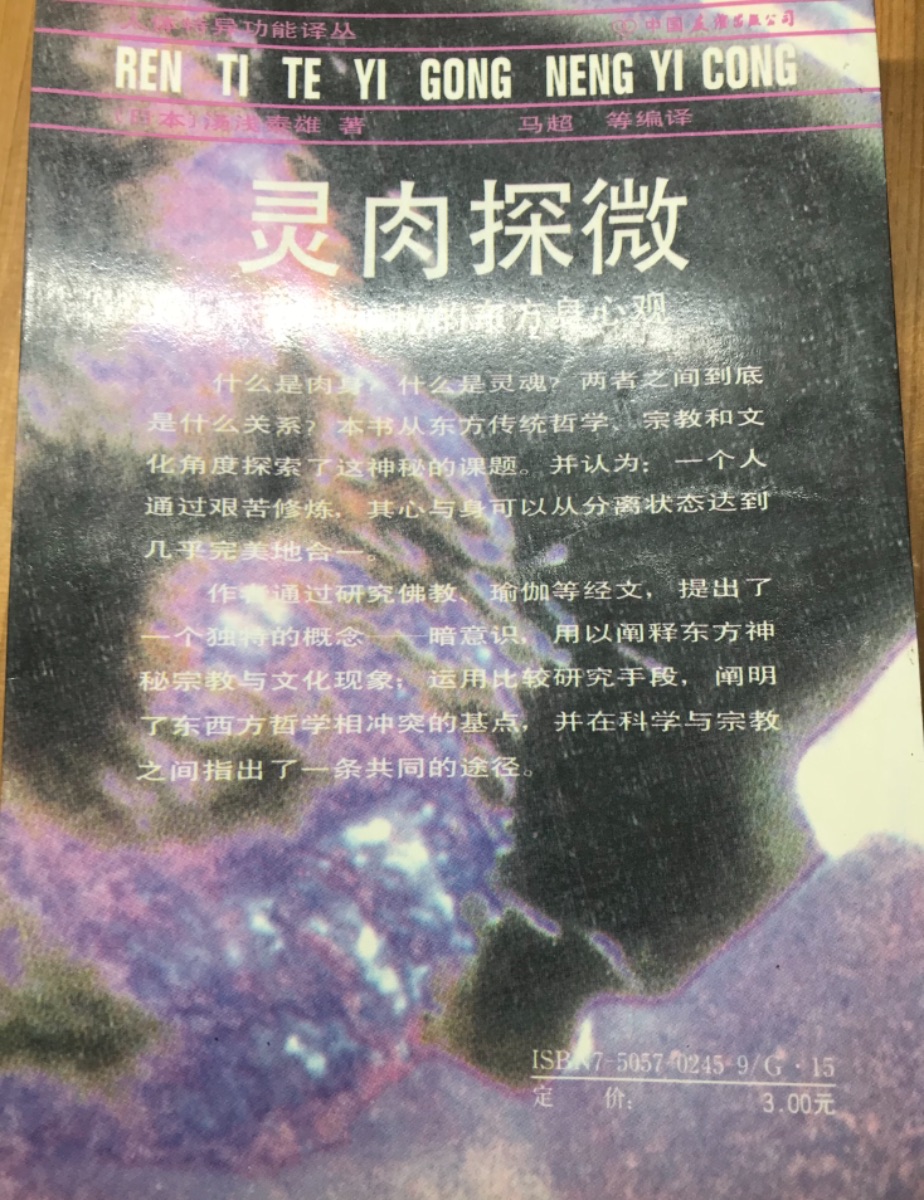 人体特异功能译丛
中国友谊出版公司
REN TI TE YI GONG NENG YI CONG
〔日本〕汤浅泰雄 著 马超 等编译
灵肉探微
秘的东方身心观
什么是肉身？什么是灵魂？两者之间到底
是什么关系？本书从东方传统哲学、宗教和文
化角度探索了这神秘的课题。并认为：一个人
通过艰苦修炼，其心与身可以从分离状态达到
几乎完美地合一。
作者通过研究佛教、瑜伽等经文，提出了
一个独特的概念——暗意识，用以阐释东方神
秘宗教与文化现象；运用比较研究手段，阐明
了东西方哲学相冲突的基点，并在科学与宗教
之间指出了一条共同的途径。
ISBN7-5057-0245-9/G·15
定 价： 3.00元